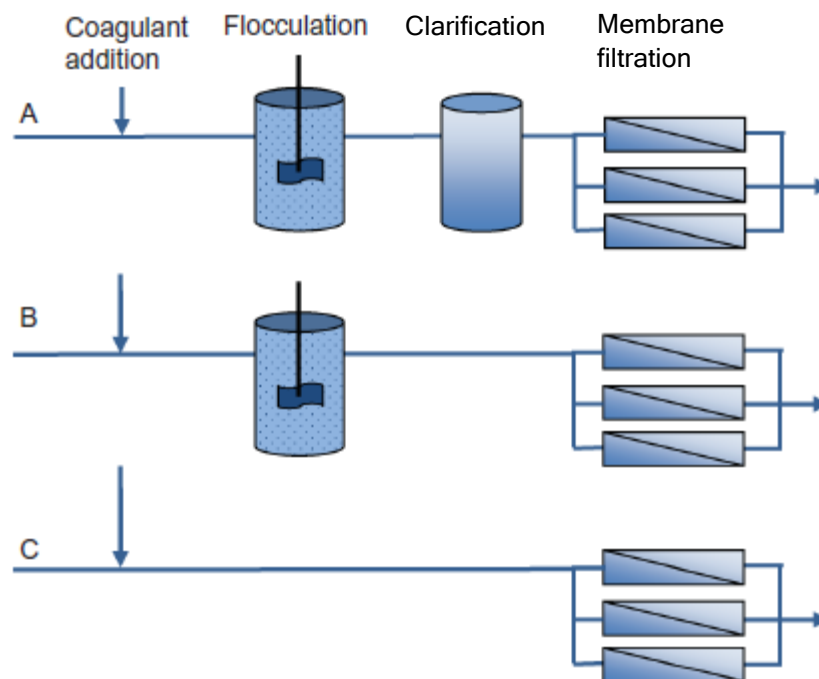 Coagulant
addition
Flocculation
Clarification
Membrane
filtration
A
B
C